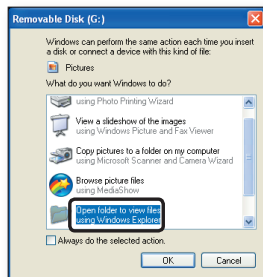 Removable Disk (G:)
Windows can perform the same action each time you insert
a disk or connect a device with this kind of file:
Pictures
What do you want Windows to do?
using Photo Printing Wizard
View a slideshow of the images
using Windows Picture and Fax Viewer
Copy pictures to a folder on my computer
using Microsoft Scanner and Camera Wizard
Browse picture files
using MediaShow
Open folder to view files
using Windows Explorer
Always do the selected action.
OK
Cancel